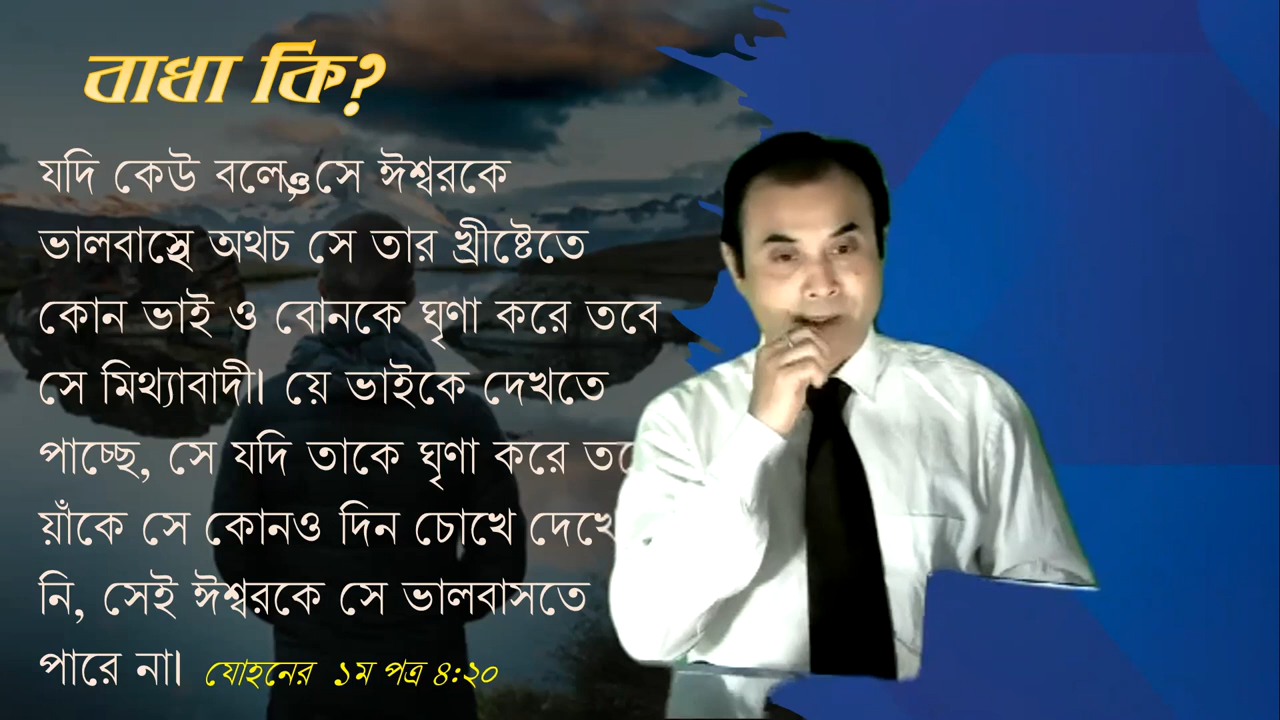 বাধা কি?
যদি কেউ বলে, সে ঈশ্বরকে
ভালবাসে অথচ সে তার খ্রীষ্টেতে
কোন ভাই ও বোনকে ঘৃণা করে তবে
সে মিথ্যাবাদী। য়ে ভাইকে দেখতে
পাচ্ছে, সে যদি তাকে ঘৃণা করে
য়াঁকে সে কোনও দিন চোখে দেখে
নি, সেই ঈশ্বরকে সে ভালবাসতে
পারে না। যোহনের ১ম পত্র ৪:২০